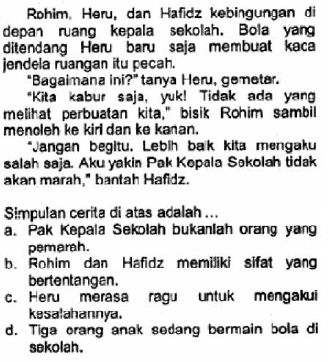 Rohim, Heru, dan Hafidz kebingungan di
depan ruang kepala sekolah. Bola yang
ditendang Heru baru saja membuat kaca
jendela ruangan itu pecah.
"Bagaimana ini?" tanya Heru, gemetar.
"Kita kabur saja, yuk! Tidak ada yang
melihat perbuatan kita," bisik Rohim sambil
menoleh ke kiri dan ke kanan.
"Jangan begitu. Lebih baik kita mengaku
salah saja. Aku yakin Pak Kepala Sekolah tidak
akan marah," bantah Hafidz.
Simpulan cerita di atas adalah ...
a. Pak Kepala Sekolah bukanlah orang yang
pemarah.
b. Rohim dan Hafidz memiliki sifat yang
bertentangan.
c. Heru merasa ragu untuk mengakui
kesalahannya.
d. Tiga orang anak sedang bermain bola di
sekolah.